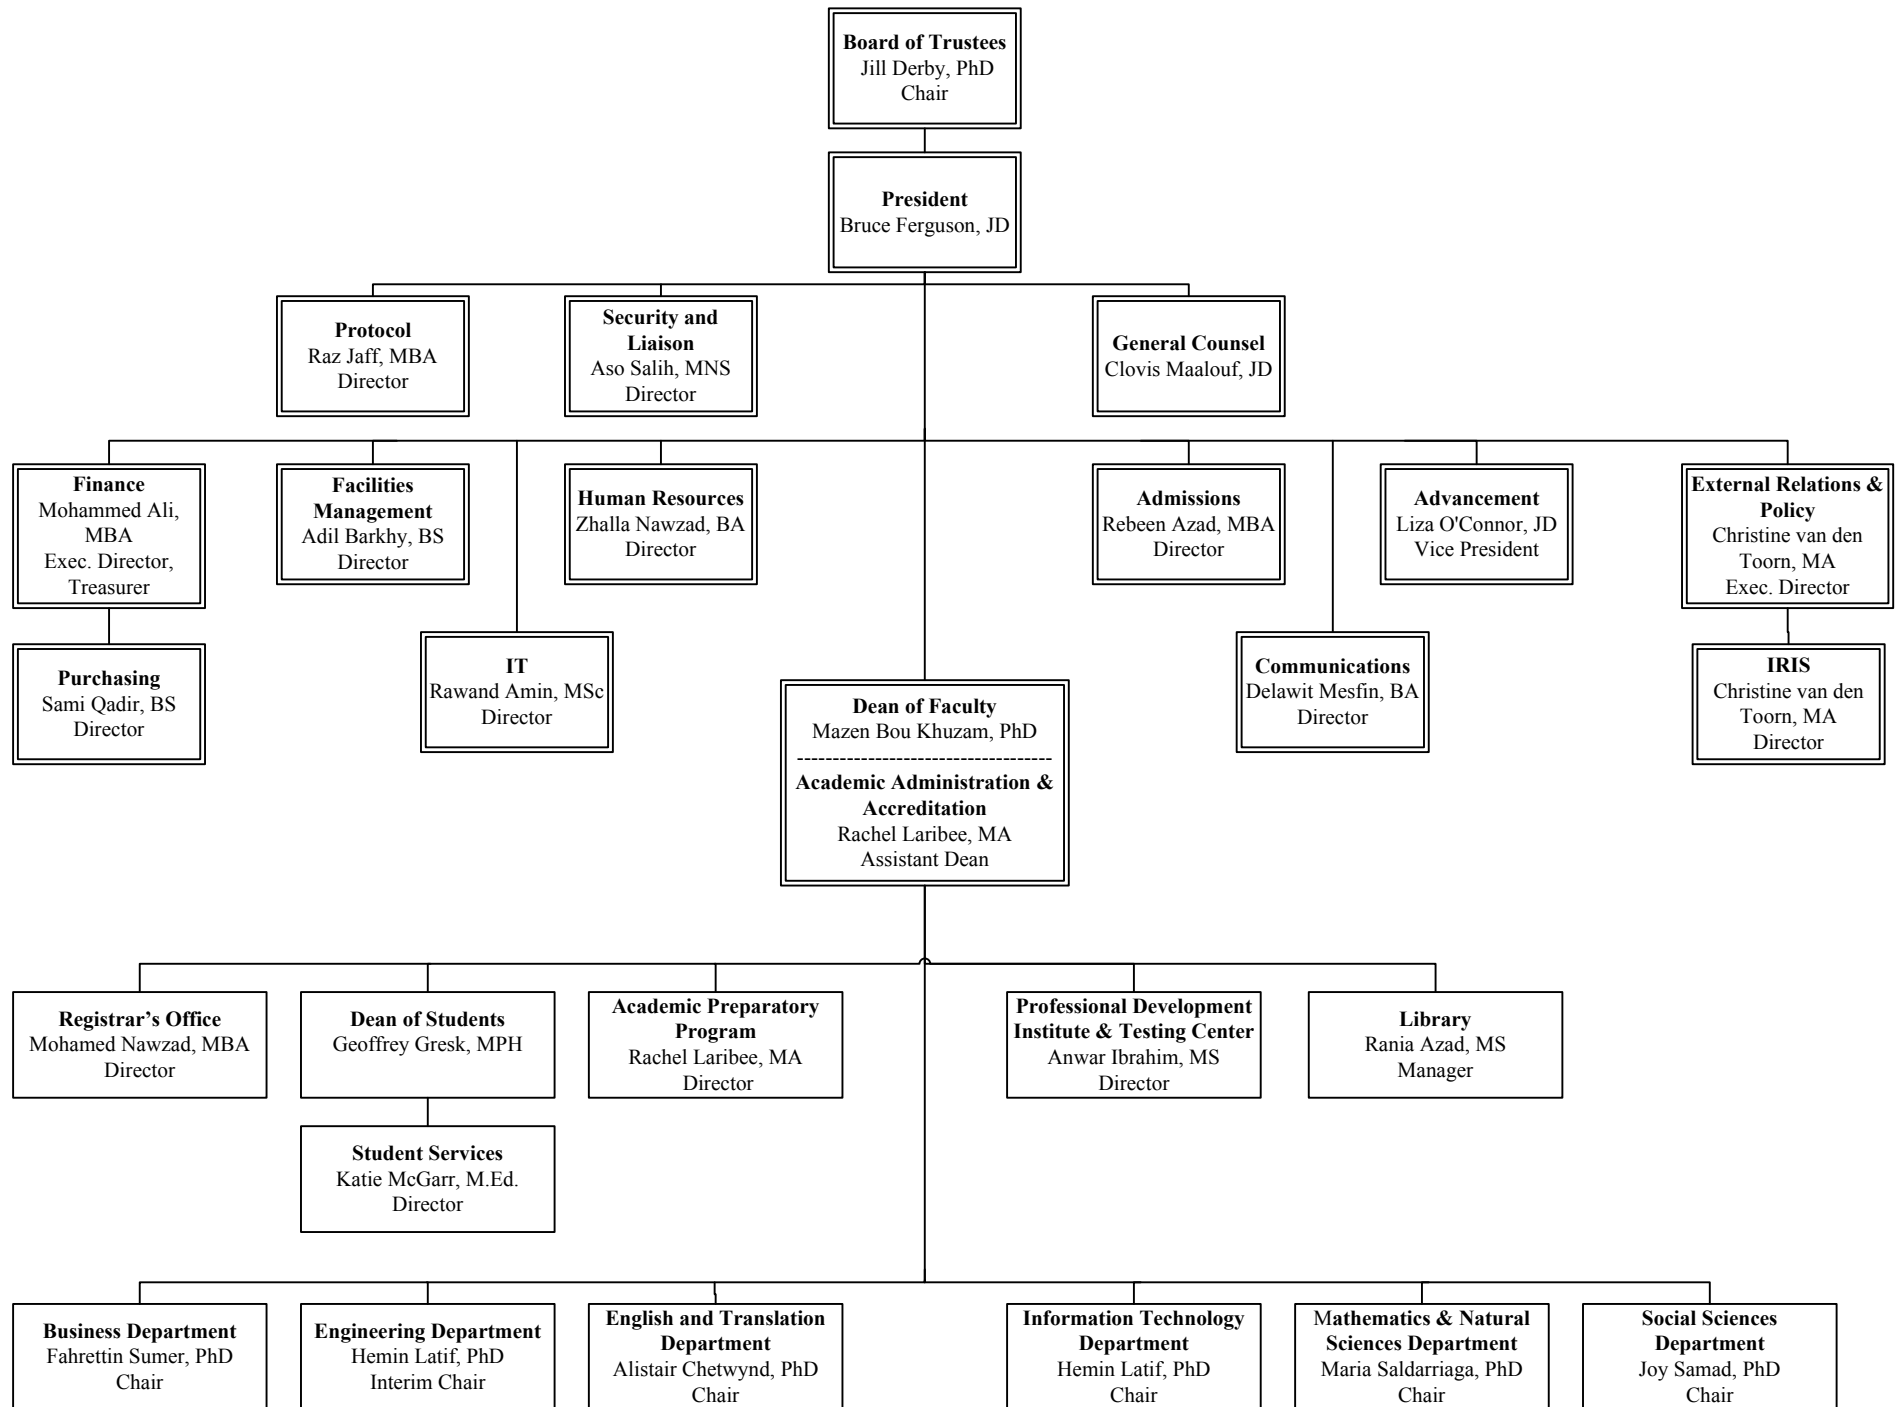 Board of Trustees
Jill Derby, PhD
Chair
President
Bruce Ferguson, JD
Protocol
Raz Jaff, MBA
Director
Security and
Liaison
Aso Salih, MNS
Director
General Counsel
Clovis Maalouf, JD
Finance
Mohammed Ali,
MBA
Exec. Director,
Treasurer
Facilities
Management
Adil Barkhy, BS
Director
Human Resources
Zhalla Nawzad, BA
Director
Admissions
Rebeen Azad, MBA
Director
Advancement
Liza O'Connor, JD
Vice President
External Relations &
Policy
Christine van den
Toorn, MA
Exec. Director
Purchasing
Sami Qadir, BS
Director
IT
Rawand Amin, MSc
Director
Dean of Faculty
Mazen Bou Khuzam, PhD
------------------------------------
Academic Administration &
Accreditation
Rachel Laribee, MA
Assistant Dean
Communications
Delawit Mesfin, BA
Director
IRIS
Christine van den
Toorn, MA
Director
Registrar’s Office
Mohamed Nawzad, MBA
Director
Dean of Students
Geoffrey Gresk, MPH
Academic Preparatory
Program
Rachel Laribee, MA
Director
Professional Development
Institute & Testing Center
Anwar Ibrahim, MS
Director
Library
Rania Azad, MS
Manager
Student Services
Katie McGarr, M.Ed.
Director
Business Department
Fahrettin Sumer, PhD
Chair
Engineering Department
Hemin Latif, PhD
Interim Chair
English and Translation
Department
Alistair Chetwynd, PhD
Chair
Information Technology
Department
Hemin Latif, PhD
Chair
Mathematics & Natural
Sciences Department
Maria Saldarriaga, PhD
Chair
Social Sciences
Department
Joy Samad, PhD
Chair